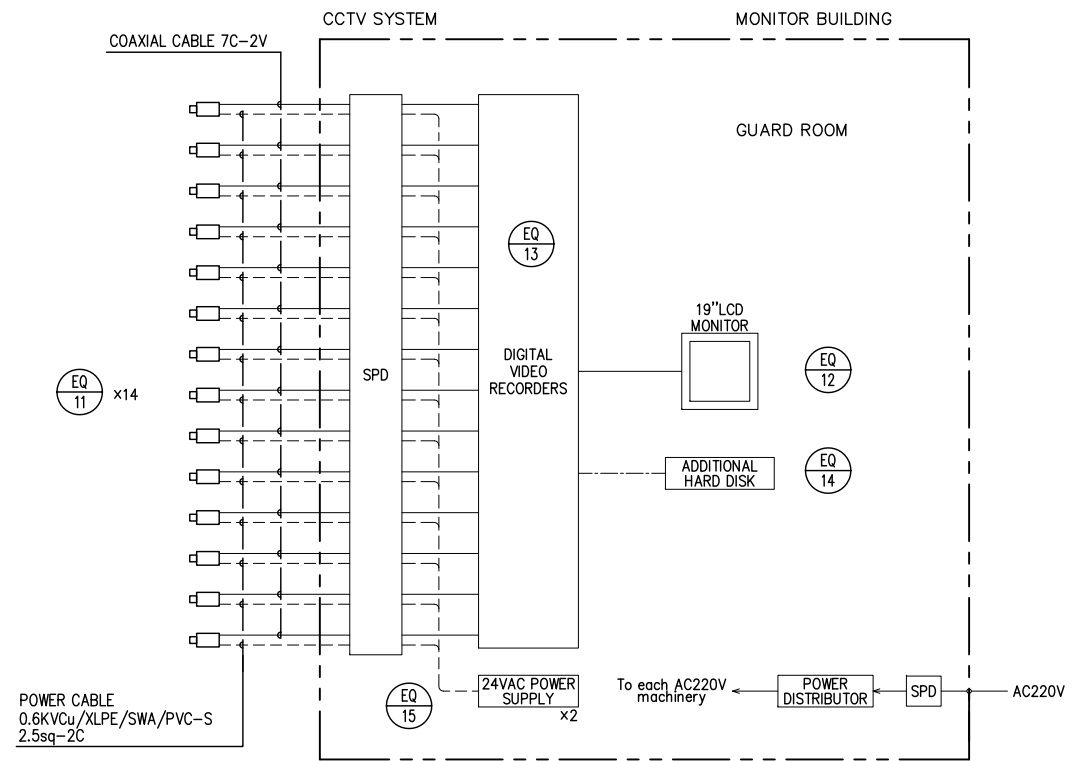 CCTV SYSTEM
MONITOR BUILDING
COAXIAL CABLE 7C-2V
GUARD ROOM
EQ
13
19"LCD
MONITOR
EQ
12
DIGITAL
VIDEO
RECORDERS
SPD
EQ
11
×14
ADDITIONAL
HARD DISK
EQ
14
24VAC POWER
SUPPLY
×2
EQ
15
To each AC220V
machinery
POWER
DISTRIBUTOR
SPD
AC220V
POWER CABLE
0.6KVCu/XLPE/SWA/PVC-S
2.5sq-2C